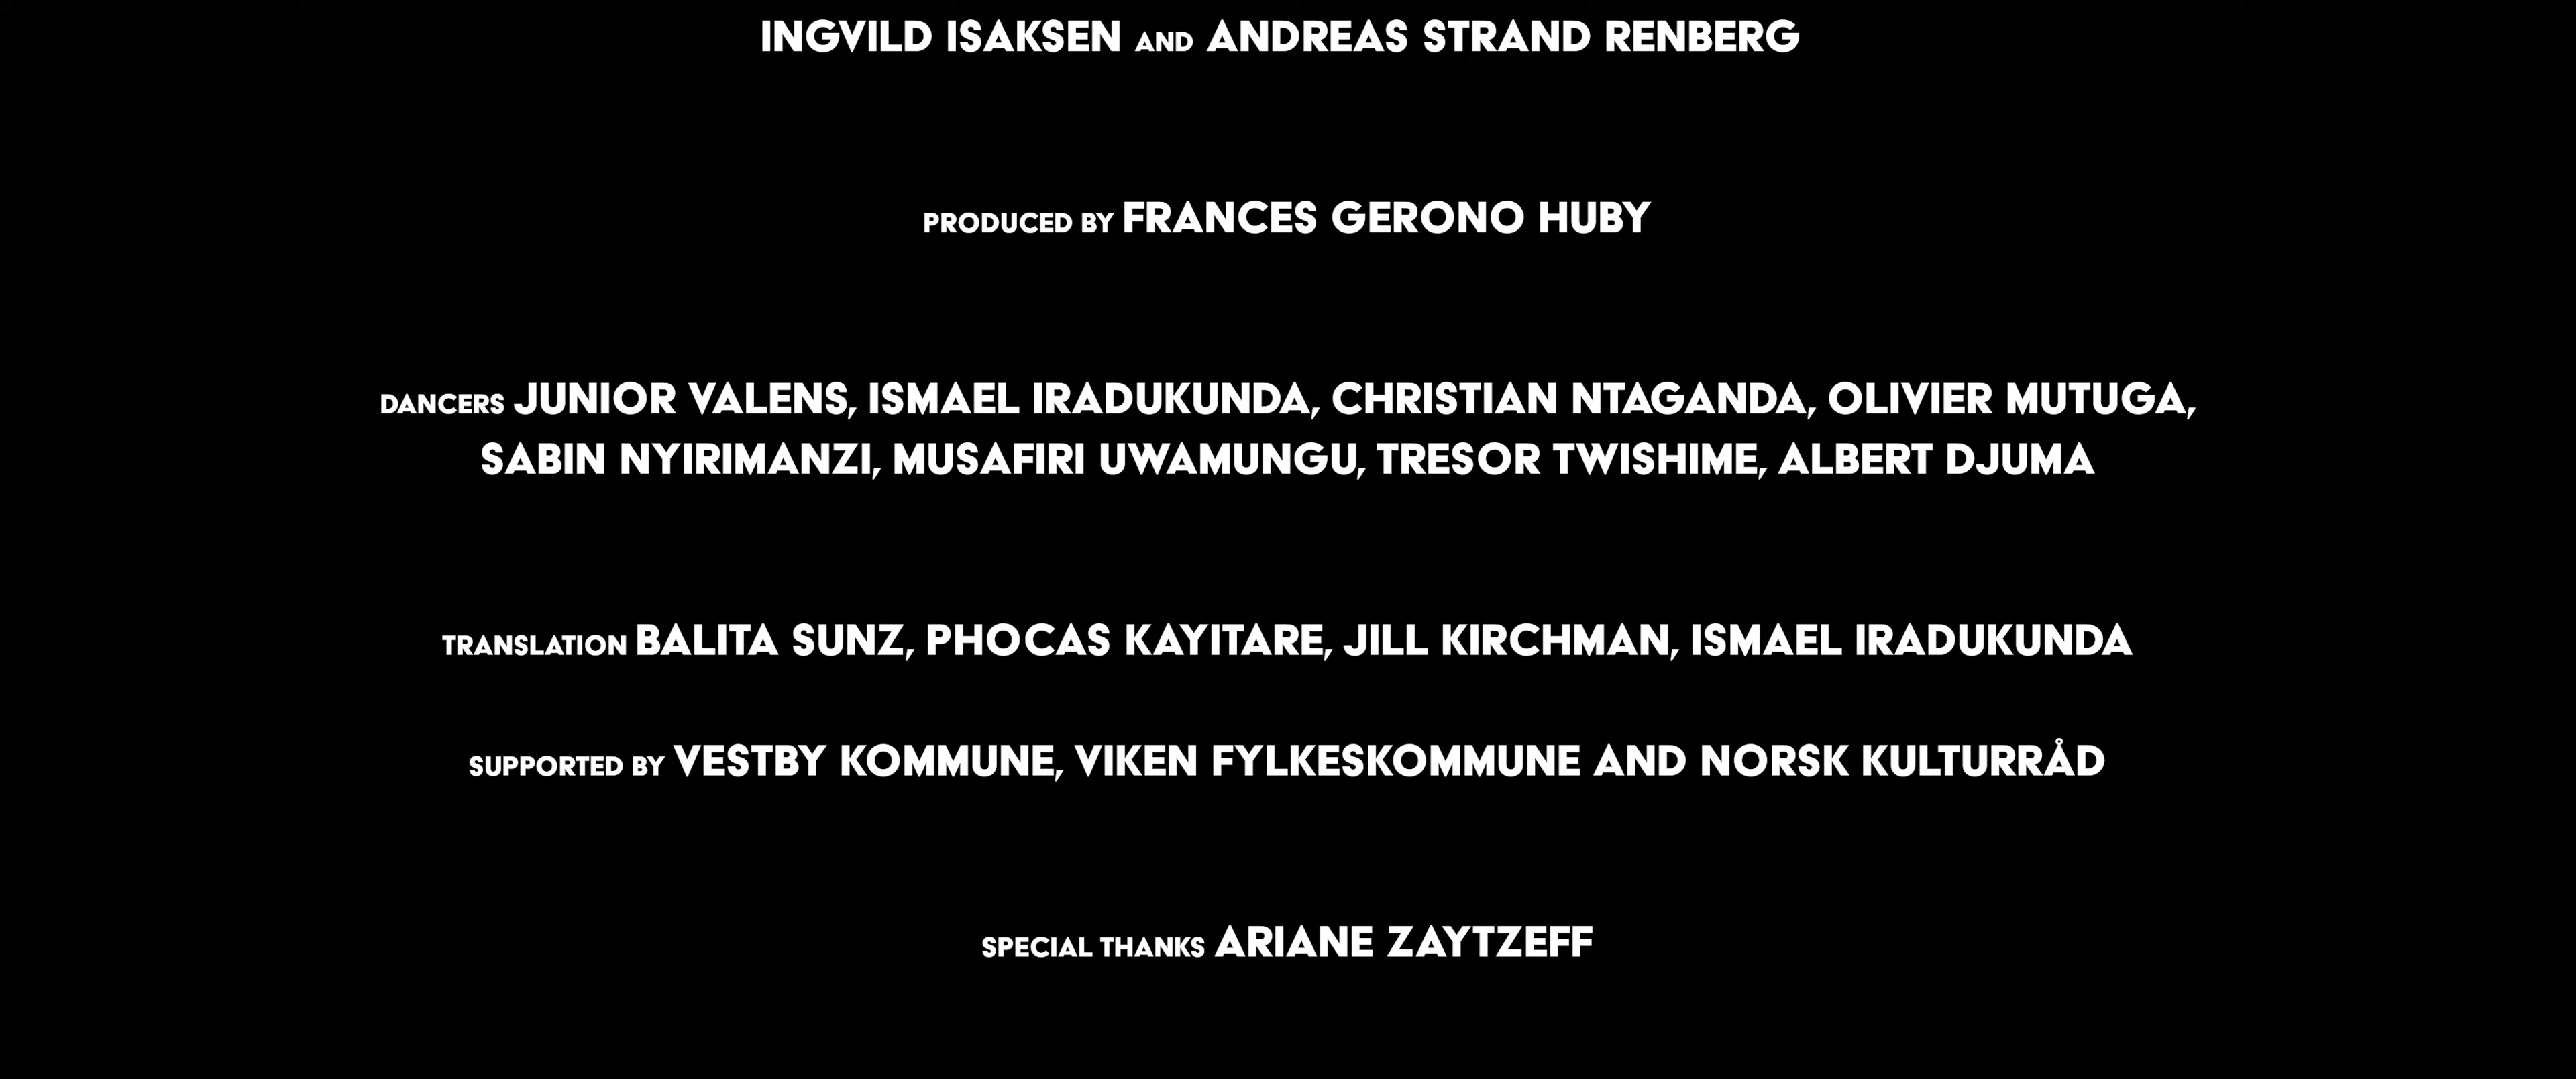 INGVILD ISAKSEN AND ANDREAS STRAND RENBERG
PRODUCED BY FRANCES GERONO HUBY
DANCERS JUNIOR VALENS, ISMAEL IRADUKUNDA, CHRISTIAN NTAGANDA, OLIVIER MUTUGA,
SABIN NYIRIMANZI, MUSAFIRI UWAMUNGU, TRESOR TWISHIME, ALBERT DJUMA
TRANSLATION BALITA SUNZ, PHOCAS KAYITARE, JILL KIRCHMAN, ISMAEL IRADUKUNDA
SUPPORTED BY VESTBY KOMMUNE, VIKEN FYLKESKOMMUNE AND NORSK KULTURRÅD
SPECIAL THANKS ARIANE ZAYTZEFF